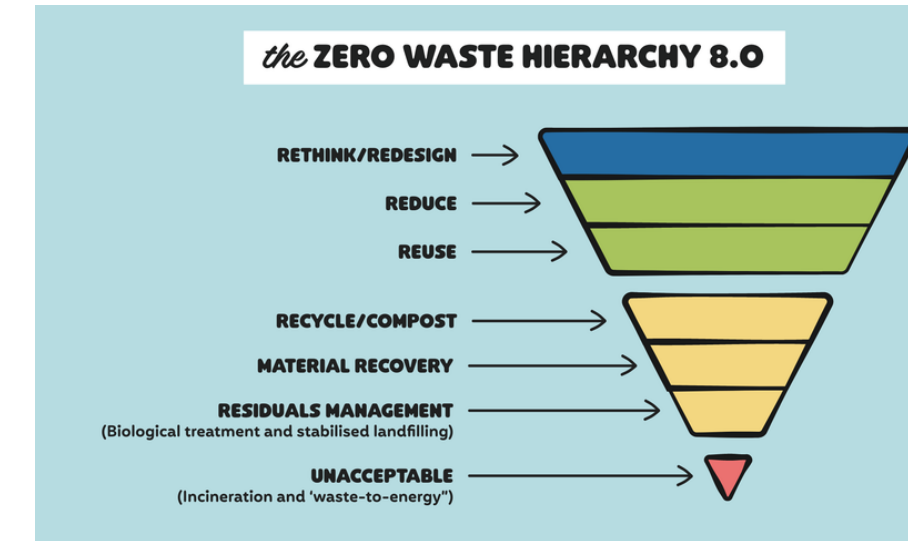 the ZERO WASTE HIERARCHY 8.0
RETHINK/REDESIGN
REDUCE
REUSE
RECYCLE/COMPOST
MATERIAL RECOVERY
RESIDUALS MANAGEMENT
(Biological treatment and stabilised landfilling)
UNACCEPTABLE
(Incineration and ‘waste-to-energy”)